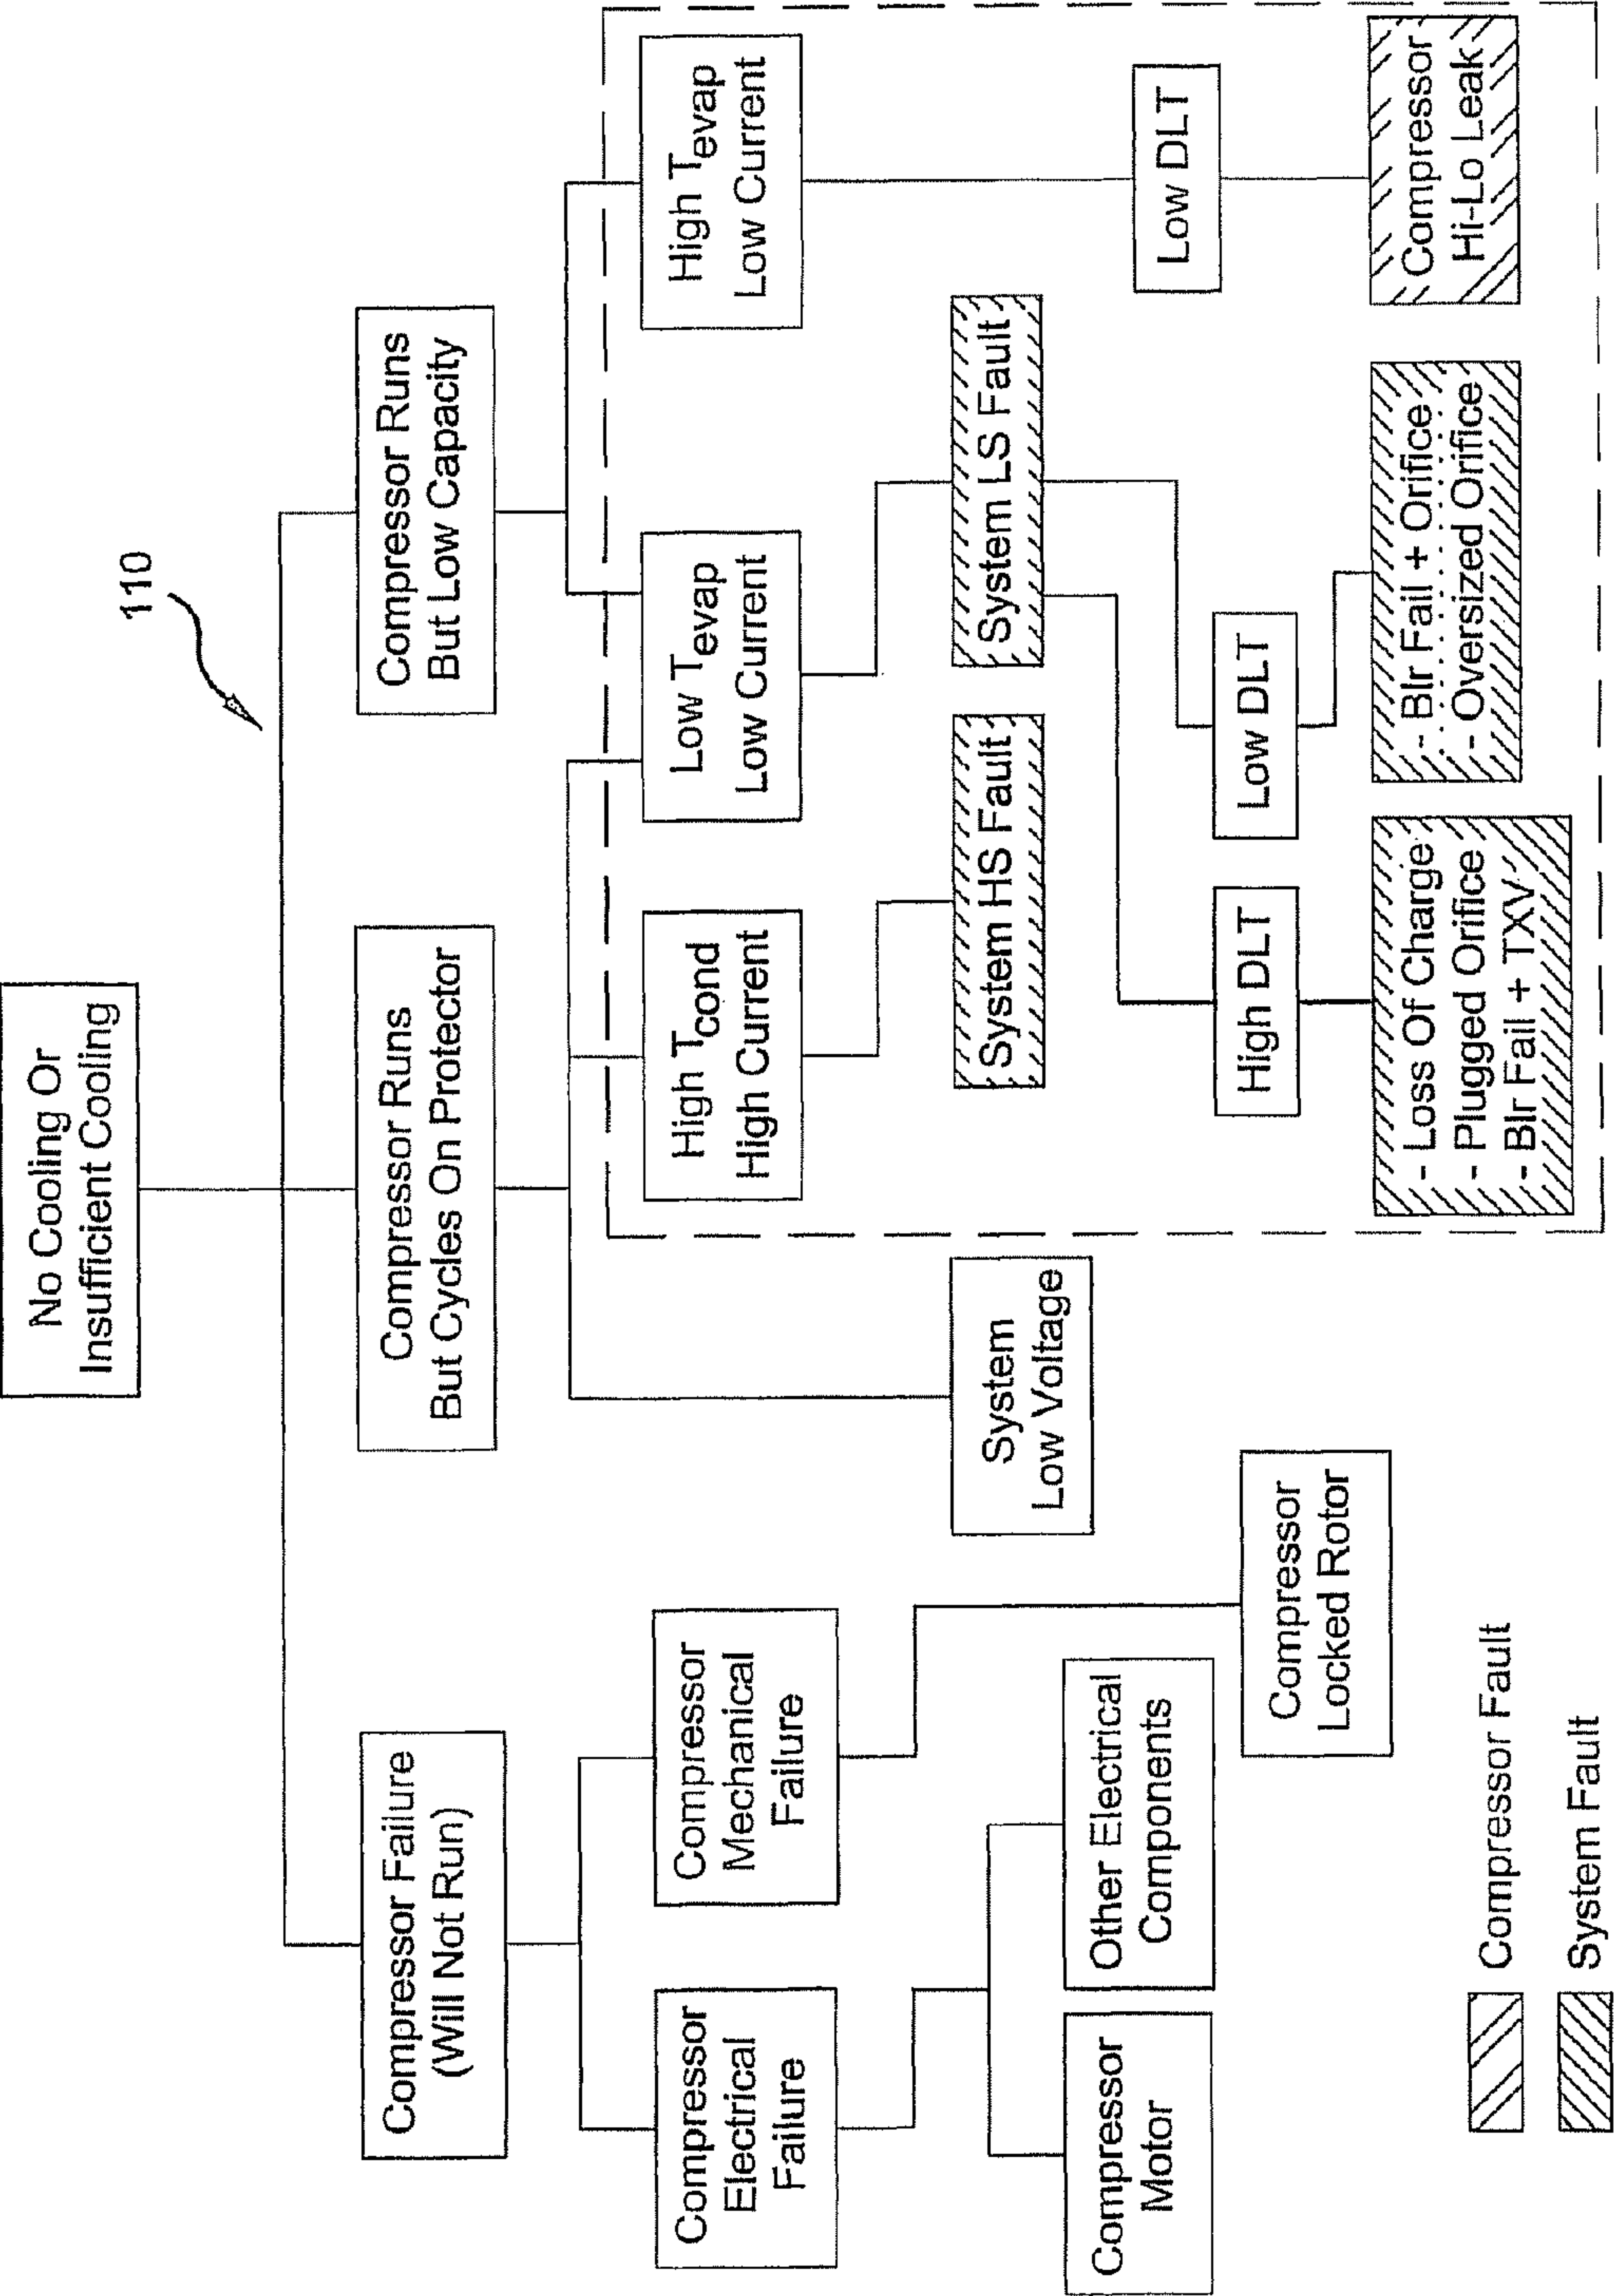 110
No Cooling Or
Insufficient Cooling
Compressor Failure
(Will Not Run)
Compressor Runs
But Cycles On Protector
Compressor Runs
But Low Capacity
Compressor
Electrical
Failure
Compressor
Mechanical
Failure
High Tcond
High Current
Low Tevap
Low Current
High Tevap
Low Current
System
Low Voltage
System HS Fault
System LS Fault
Compressor
Motor
Other Electrical
Components
Compressor
Locked Rotor
High DLT
Low DLT
Low DLT
- Loss Of Charge
- Plugged Orifice
- Blr Fail + TXV
- Blr Fail + Orifice
- Oversized Orifice
Compressor
Hi-Lo Leak
Compressor Fault
System Fault